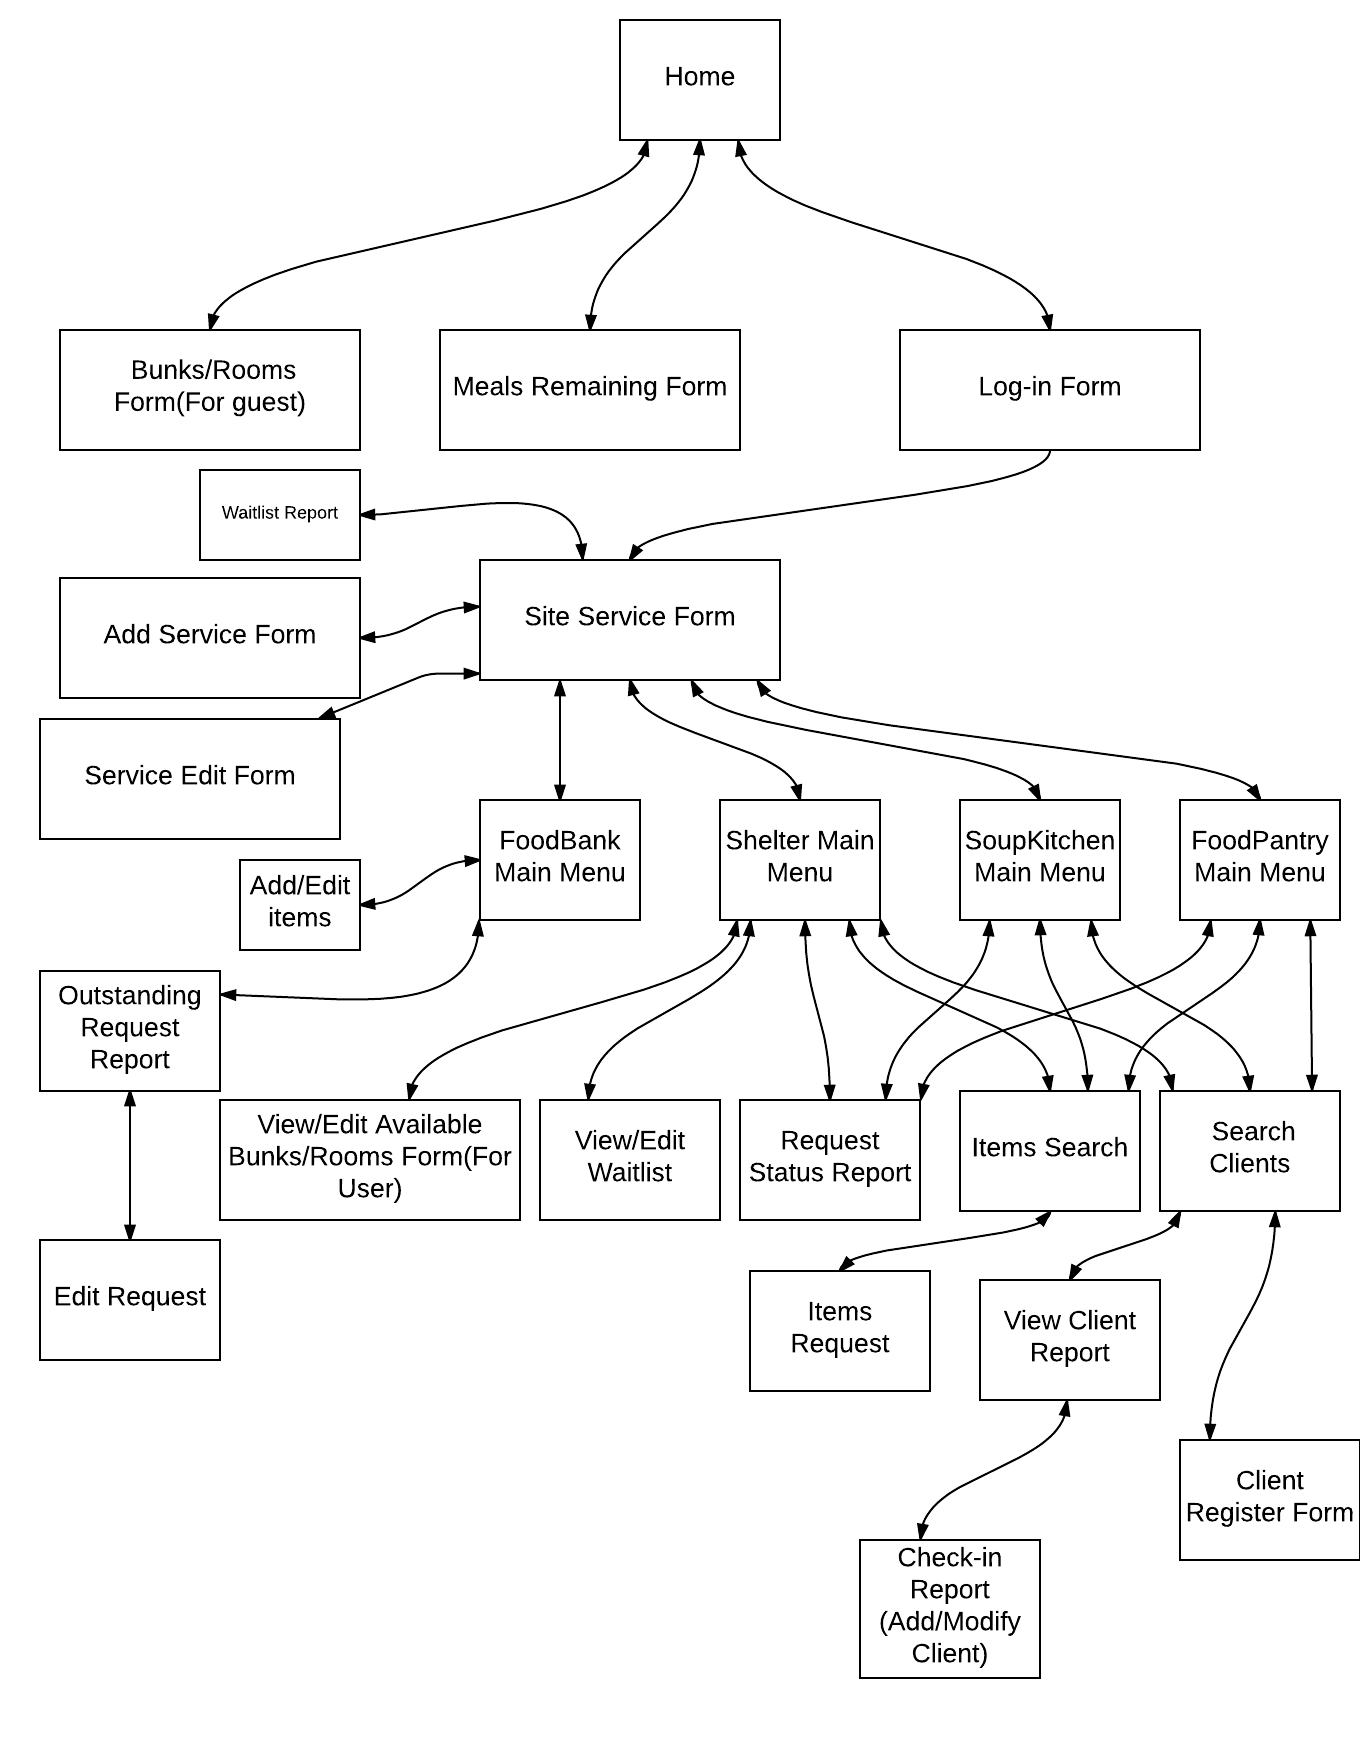 Home
Bunks/Rooms
Form(For guest)
Meals Remaining Form
Log-in Form
Waitlist Report
Site Service Form
Add Service Form
Service Edit Form
FoodBank
Main Menu
Shelter Main
Menu
SoupKitchen
Main Menu
FoodPantry
Main Menu
Add/Edit
items
Outstanding
Request
Report
View/Edit Available
Bunks/Rooms Form(For
User)
View/Edit
Waitlist
Request
Status Report
Items Search
Search
Clients
Edit Request
Items
Request
View Client
Report
Client
Register Form
Check-in
Report
(Add/Modify
Client)